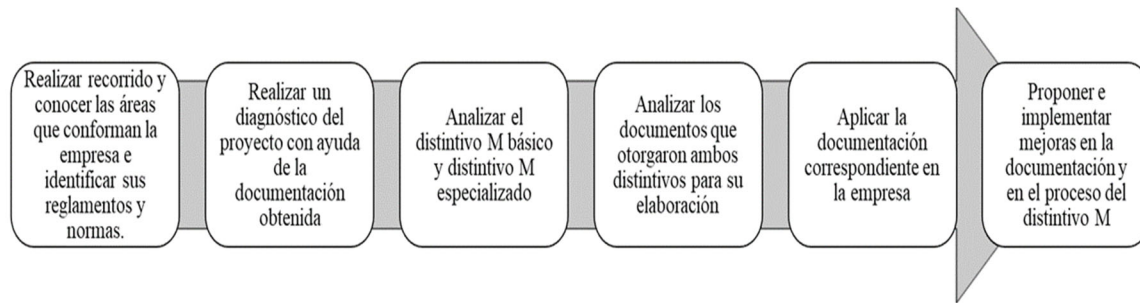 Realizar recorrido y
conocer las áreas
que conforman la
empresa e
identificar sus
reglamentos y
normas.
Realizar un
diagnóstico del
proyecto con ayuda
de la
documentación
obtenida
Analizar el
distintivo M básico
y distintivo M
especializado
Analizar los
documentos que
otorgaron ambos
distintivos para su
elaboración
Aplicar la
documentación
correspondiente en
la empresa
Proponer e
implementar
mejoras en la
documentación y
en el proceso del
distintivo M